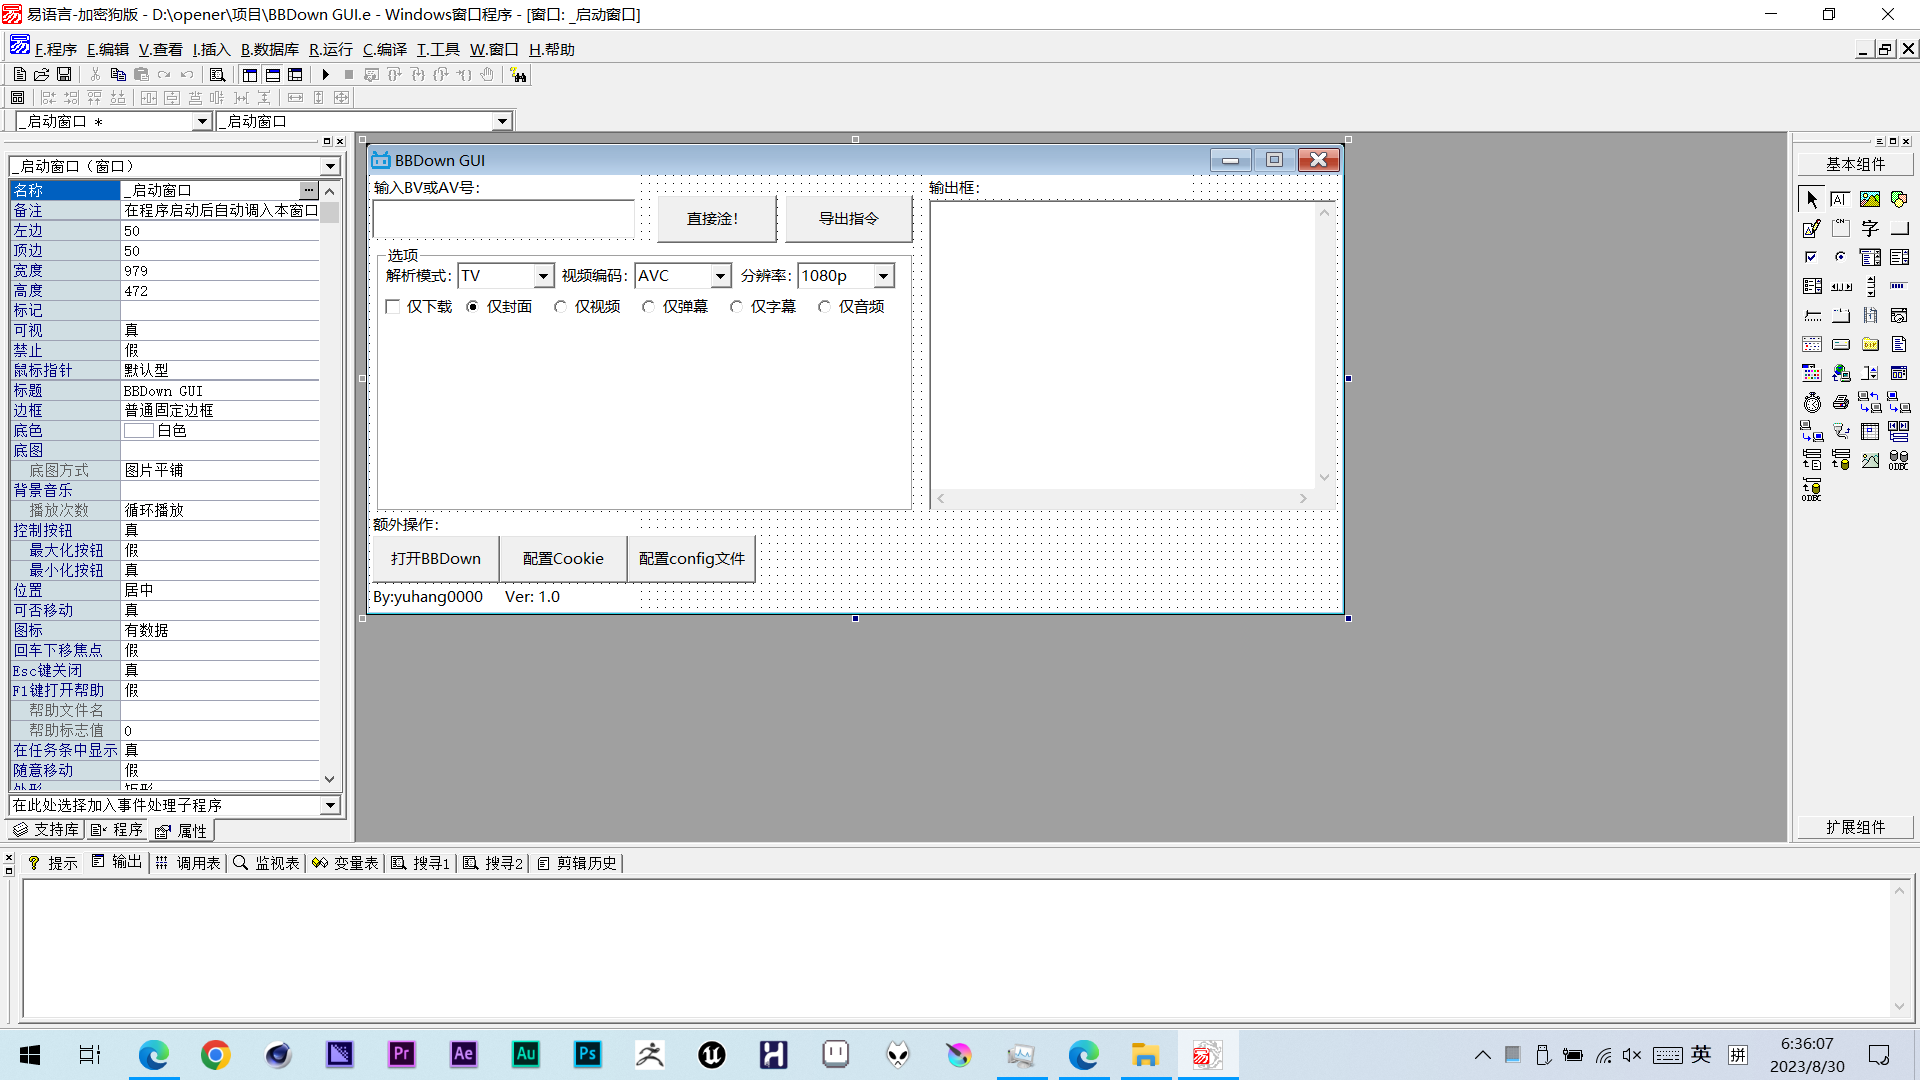 易语言-加密狗版 - D:\opener\项目\BBDown GUI.e - Windows窗口程序 - [窗口: _启动窗口]
F.程序 E.编辑 V.查看 I.插入 B.数据库 R.运行 C.编译 T.工具 W.窗口 H.帮助
_启动窗口 *
_启动窗口
_启动窗口（窗口）
名称 _启动窗口
备注 在程序启动后自动调入本窗口
左边 50
顶边 50
宽度 979
高度 472
标记
可视 真
禁止 假
鼠标指针 默认型
标题 BBDown GUI
边框 普通固定边框
底色 白色
底图
底图方式 图片平铺
背景音乐
播放次数 循环播放
控制按钮 真
最大化按钮 假
最小化按钮 真
位置 居中
可否移动 真
图标 有数据
回车下移焦点 假
Esc键关闭 真
F1键打开帮助 假
帮助文件名
帮助标志值 0
在任务条中显示 真
随意移动 假
外形 矩形
在此处选择加入事件处理子程序
支持库 程序 属性
BBDown GUI
输入BV或AV号:
直接淦!
导出指令
选项
解析模式: TV 视频编码: AVC 分辨率: 1080p
仅下载 仅封面 仅视频 仅弹幕 仅字幕 仅音频
额外操作:
打开BBDown 配置Cookie 配置config文件
By:yuhang0000 Ver: 1.0
输出框:
基本组件
扩展组件
提示 输出 调用表 监视表 变量表 搜寻1 搜寻2 剪辑历史
Pr Ae Au Ps
英 拼
6:36:07
2023/8/30